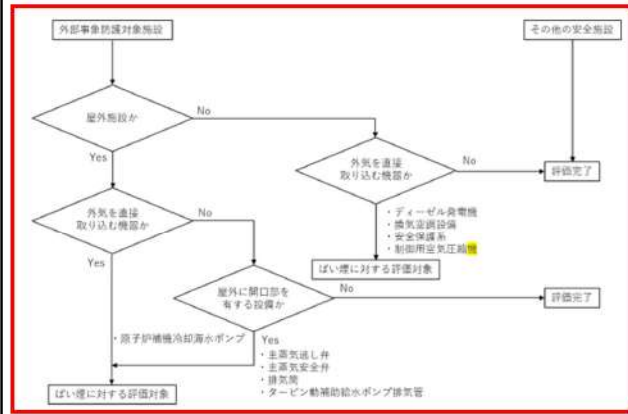 外部事象防護対象施設
その他の安全施設
屋外施設か
No
Yes
外気を直接
取り込む機器か
No
評価完了
外気を直接
取り込む機器か
No
Yes
・ディーゼル発電機
・換気空調設備
・安全保護系
・制御用空気圧縮機
ばい煙に対する評価対象
屋外に開口部を
有する設備か
No
評価完了
・原子炉補機冷却海水ポンプ
Yes
・主蒸気逃し弁
・主蒸気安全弁
・排気筒
・タービン動補助給水ポンプ排気管
ばい煙に対する評価対象